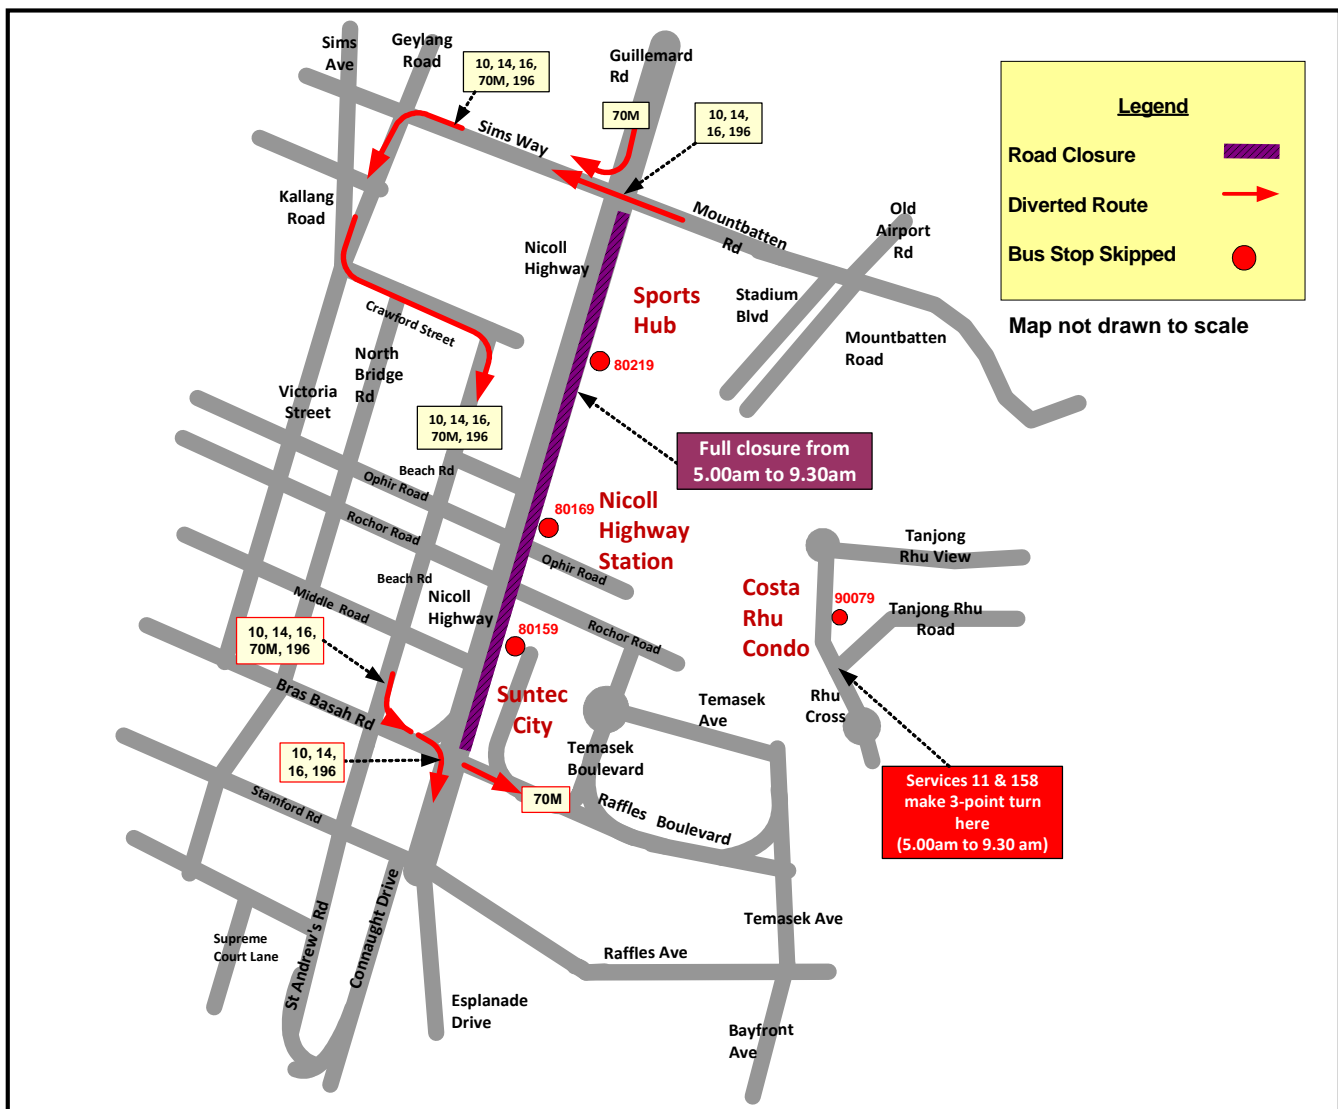 Sims
Ave
Geylang
Road
10, 14, 16,
70M, 196
Guillemard
Rd
70M
10, 14,
16, 196
Legend
Road Closure
Diverted Route
Bus Stop Skipped
Map not drawn to scale
Sims Way
Kallang
Road
Mountbatten
Rd
Old
Airport
Rd
Nicoll
Highway
Stadium
Blvd
Mountbatten
Road
Sports
Hub
80219
Crawford Street
North
Bridge
Rd
Victoria
Street
10, 14, 16,
70M, 196
Full closure from
5.00am to 9.30am
Beach Rd
Ophir Road
Rochor Road
80169
Nicoll
Highway
Station
Ophir Road
Tanjong
Rhu View
Beach Rd
Middle Road
Nicoll
Highway
Costa
Rhu
Condo
90079
Tanjong Rhu
Road
10, 14, 16,
70M, 196
80159
Rochor Road
Bras Basah Rd
Suntec
City
Temasek
Ave
Rhu
Cross
10, 14,
16, 196
Temasek
Boulevard
Services 11 & 158
make 3-point turn
here
(5.00am to 9.30 am)
70M
Stamford Rd
Raffles Boulevard
St Andrew's Rd
Connaught Drive
Temasek Ave
Supreme
Court Lane
Raffles Ave
Esplanade
Drive
Bayfront
Ave